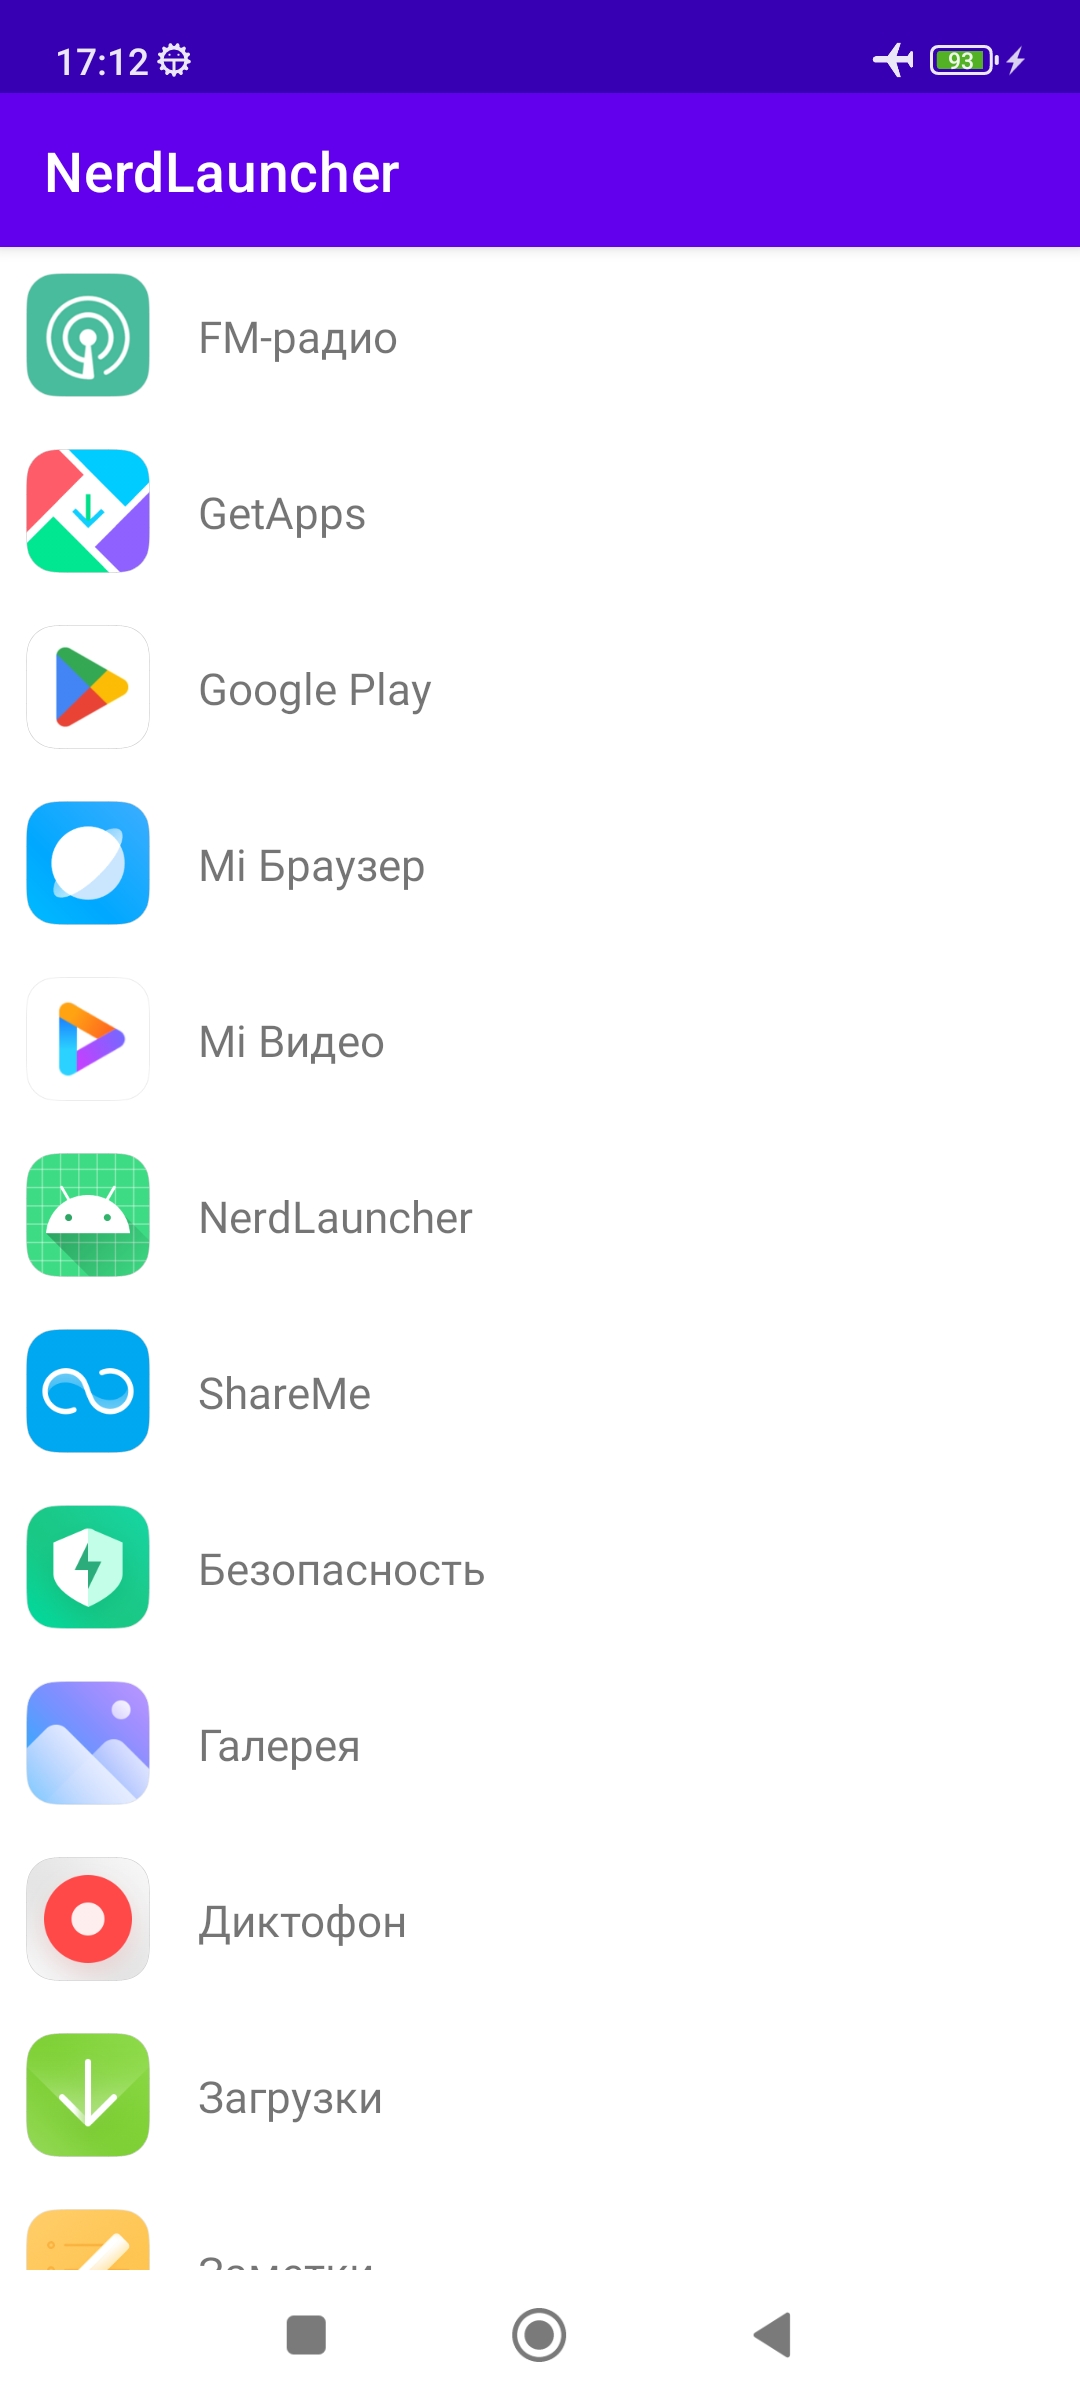 17:12
93
NerdLauncher
FM-радио
GetApps
Google Play
Mi Браузер
Mi Видео
NerdLauncher
ShareMe
Безопасность
Галерея
Диктофон
Загрузки
Заметки